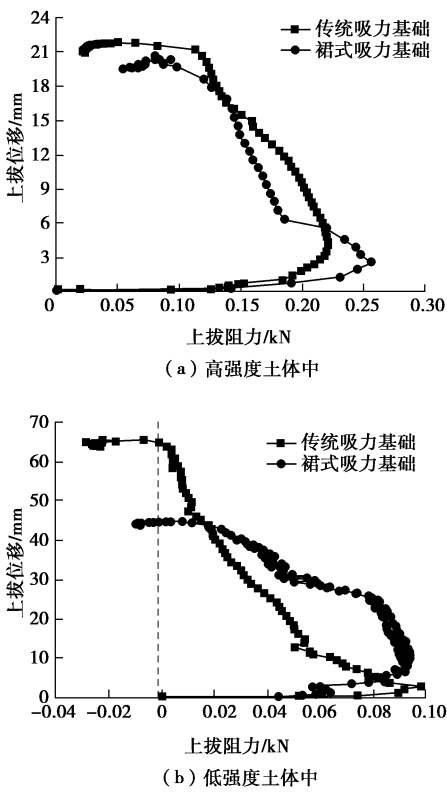 24
21
18
15
12
9
6
3
0
上拔位移/mm
传统吸力基础
裙式吸力基础
0 0.05 0.10 0.15 0.20 0.25 0.30
上拔阻力/kN
（a）高强度土体中
70
60
50
40
30
20
10
0
上拔位移/mm
传统吸力基础
裙式吸力基础
-0.04 -0.02 0 0.02 0.04 0.06 0.08 0.10
上拔阻力/kN
（b）低强度土体中